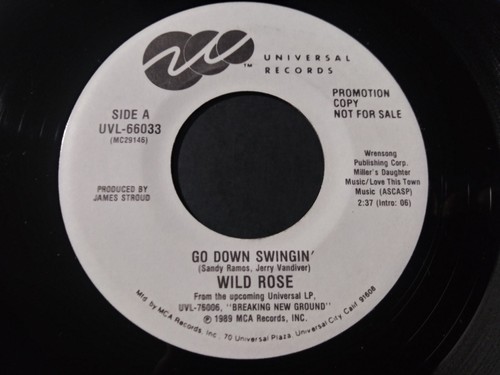 ™ UNIVERSAL
RECORDS
SIDE A
UVL-66033
(MC29146)
PROMOTION
COPY
NOT FOR SALE
PRODUCED BY
JAMES STROUD
Wrensong
Publishing Corp.
Miller's Daughter
Music/Love This Town
Music (ASCASP)
2:37 (Intro: 06)
GO DOWN SWINGIN'
(Sandy Ramos, Jerry Vandiver)
WILD ROSE
From the upcoming Universal LP,
UVL-76006, "BREAKING NEW GROUND"
℗ 1989 MCA Records, INC.
Mfg by MCA Records, Inc., 70 Universal Plaza, Universal City, Calif. 91608